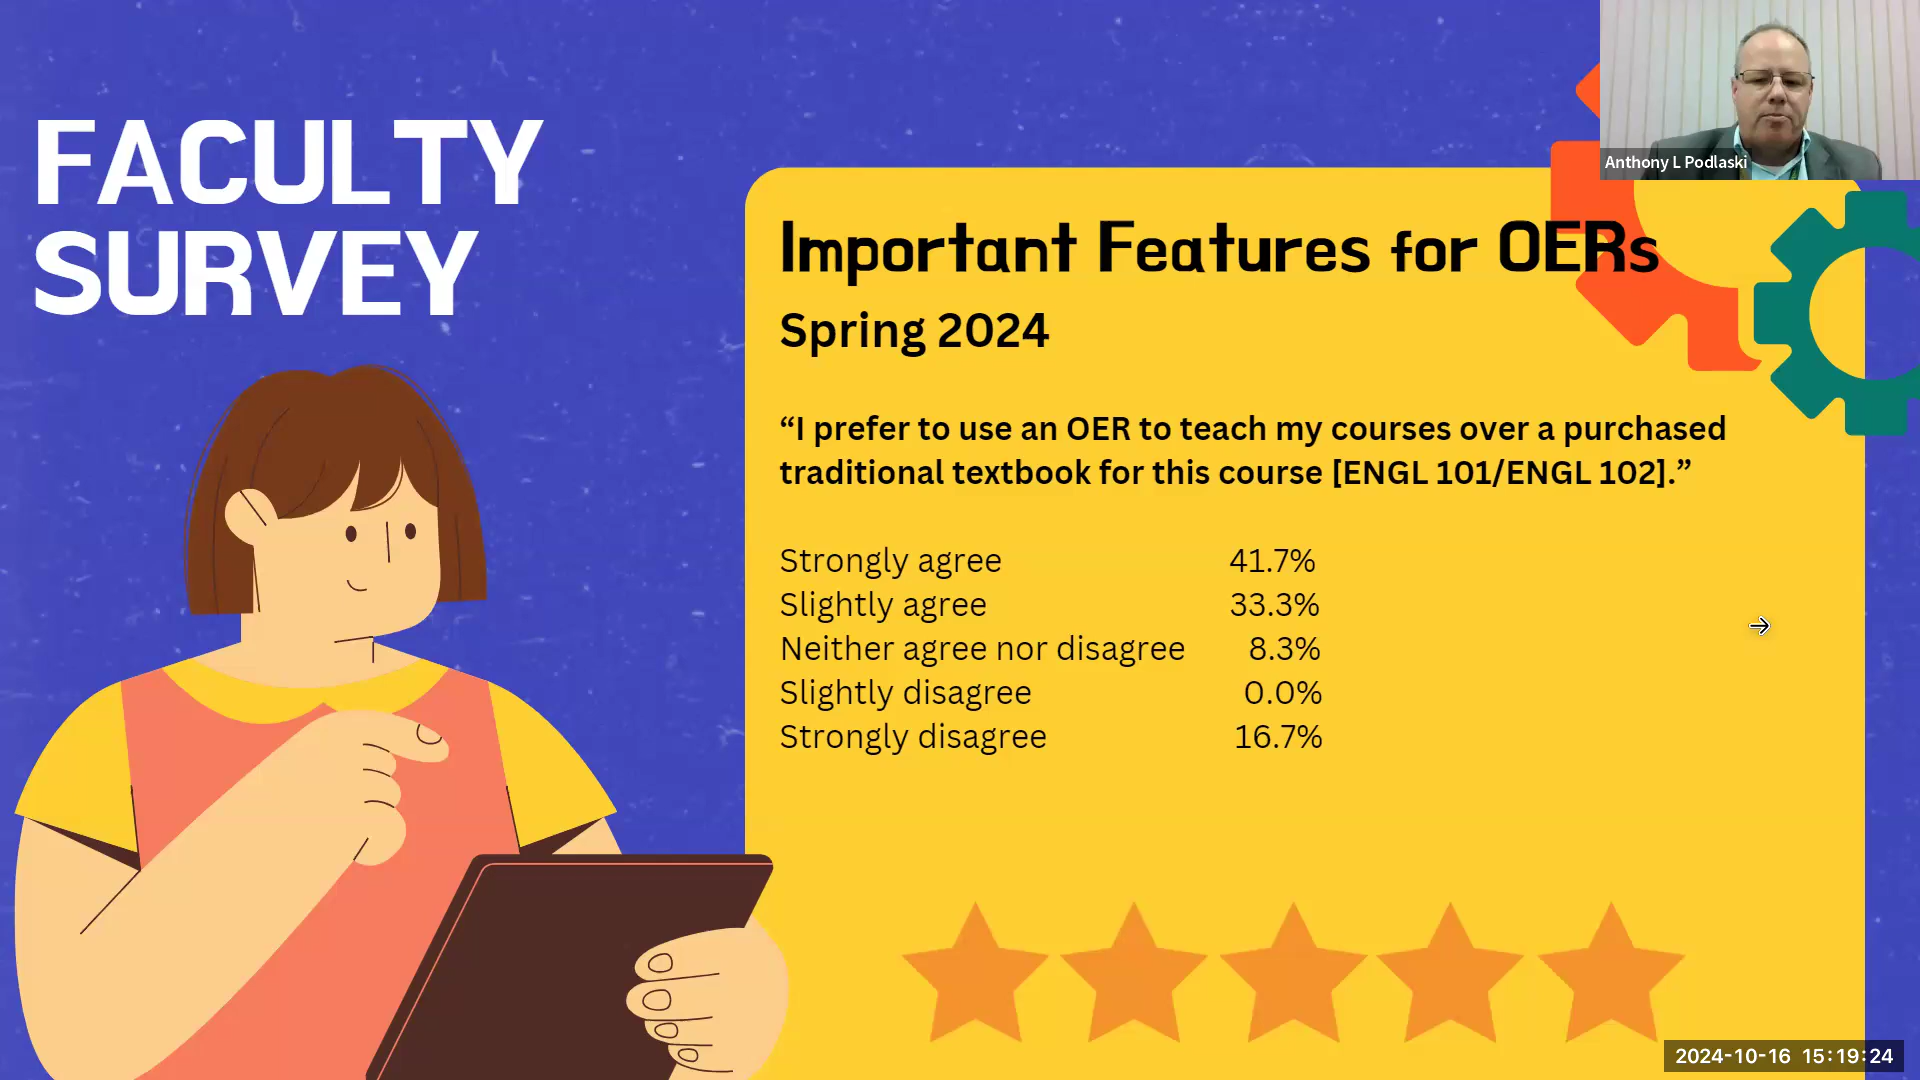 FACULTY
SURVEY
Anthony L Podlaski
Important Features for OERs
Spring 2024
“I prefer to use an OER to teach my courses over a purchased
traditional textbook for this course [ENGL 101/ENGL 102].”
Strongly agree 41.7%
Slightly agree 33.3%
Neither agree nor disagree 8.3%
Slightly disagree 0.0%
Strongly disagree 16.7%
2024-10-16 15:19:24